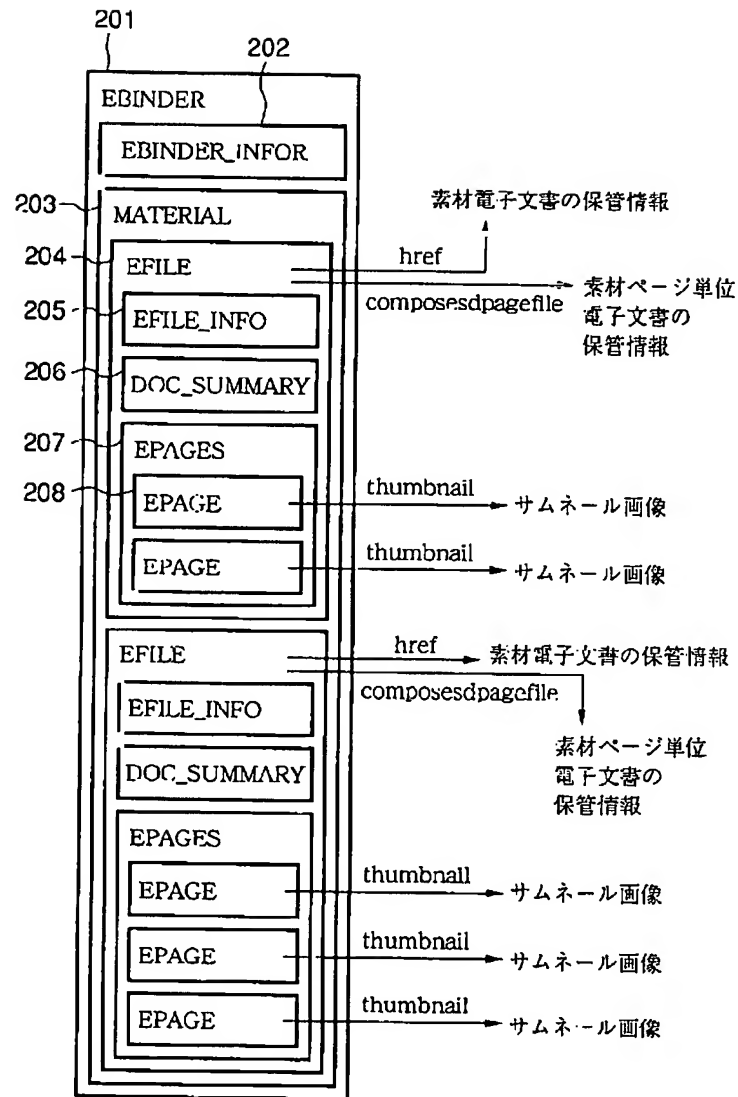 201
202
EBINDER
EBINDER_INFOR
203
MATERIAL
素材電子文書の保管情報
204
EFILE
href
composesdpagefile
素材ページ単位
電子文書の
保管情報
205
EFILE_INFO
206
DOC_SUMMARY
207
EPAGES
208
EPAGE
thumbnail
サムネール画像
EPAGE
thumbnail
サムネール画像
EFILE
href
素材電子文書の保管情報
composesdpagefile
EFILE_INFO
素材ページ単位
電子文書の
保管情報
DOC_SUMMARY
EPAGES
EPAGE
thumbnail
サムネール画像
EPAGE
thumbnail
サムネール画像
EPAGE
thumbnail
サムネール画像